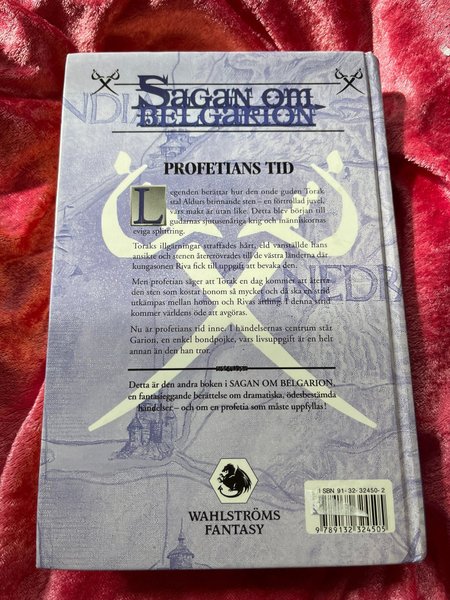 SAGAN OM
BELGARION
NDI
PROFETIANS TID
Legenden berättar hur den onde guden Torak
stal Aldurs brinnande sten – en förtrollad juvel,
vars makt är utan like. Detta blev början till
gudarnas sjutusenåriga krig och människornas
eviga splittring.
Toraks illgärningar straffades hårt, eld vanställde hans
ansikte och stenen återerövrades till de västra länderna där
kungasonen Riva fick till uppgift att bevaka den.
Men profetian säger att Torak en dag kommer att återta
den sten som kostat honom så mycket och då ska en strid
utkämpas mellan honom och Rivas ättling. I denna strid
kommer världens öde att avgöras.
Nu är profetians tid inne. I händelsernas centrum står
Garion, en enkel bondpojke, vars livsuppgift är en helt
annan än den han tror.
NEDR
Detta är den andra boken i SAGAN OM BELGARION,
en fantasieggande berättelse om dramatiska, ödesbestämda
händelser – och om en profetia som måste uppfyllas!
WAHLSTRÖMS
FANTASY
ISBN 91-32-32450-2
9 789132 324505